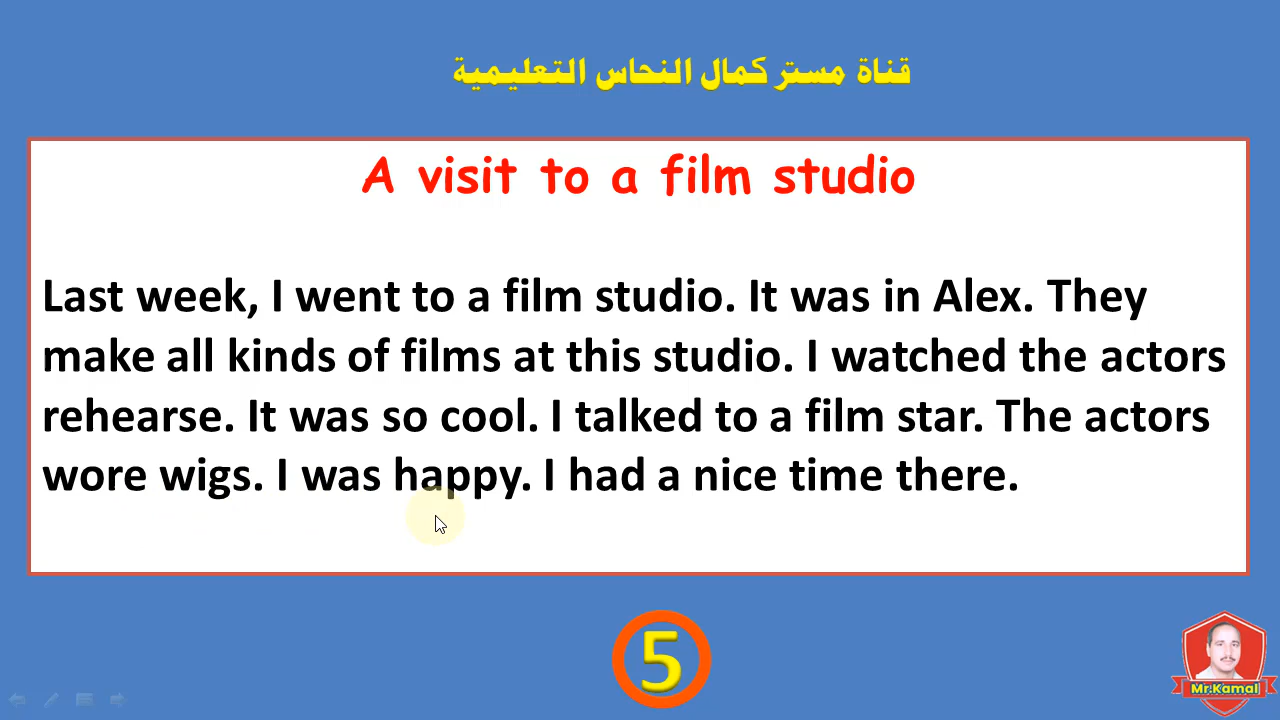 قناة مستر كمال النحاس التعليمية
A visit to a film studio
Last week, I went to a film studio. It was in Alex. They
make all kinds of films at this studio. I watched the actors
rehearse. It was so cool. I talked to a film star. The actors
wore wigs. I was happy. I had a nice time there.
5
Mr.Kamal